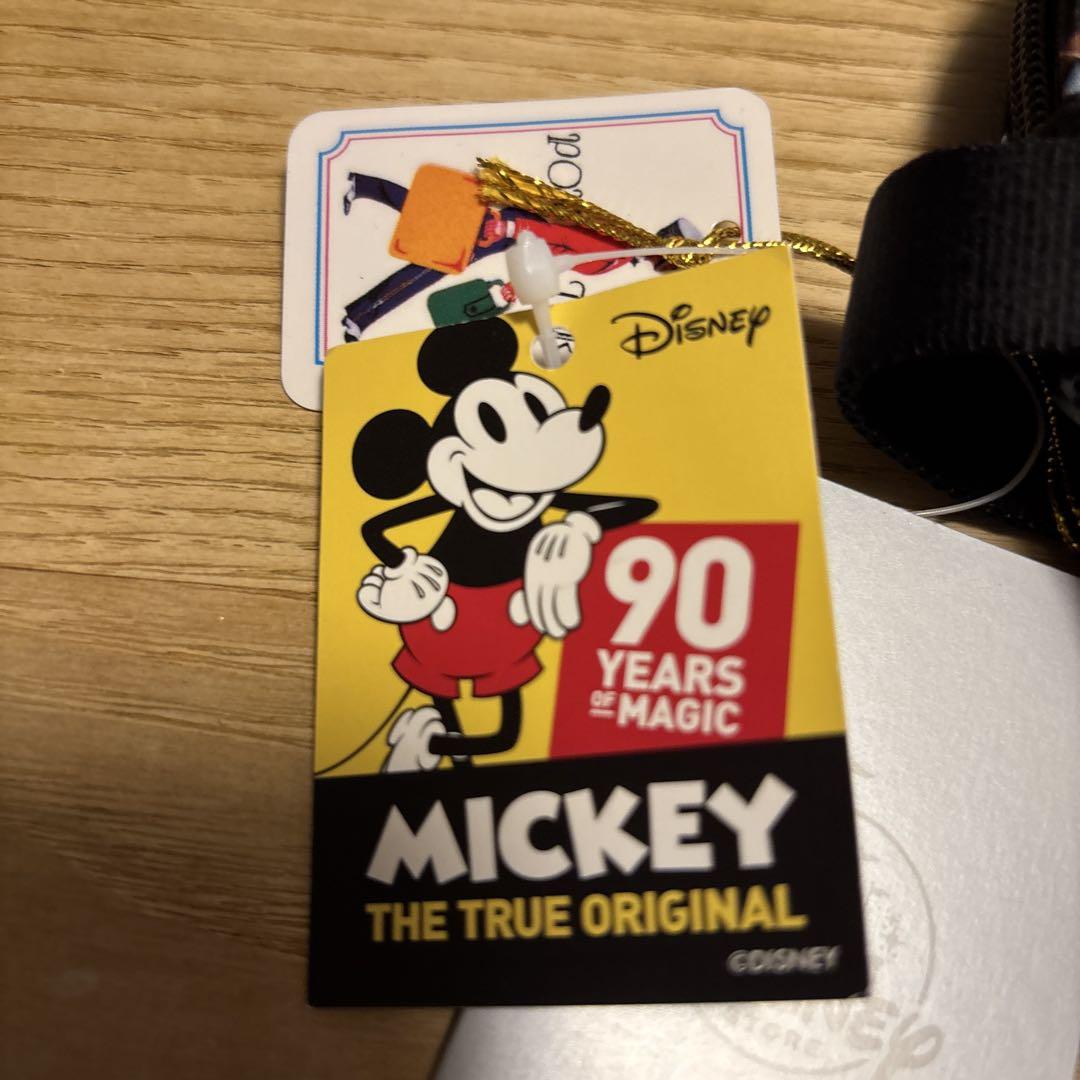 Disney
90
YEARS
OF MAGIC
MICKEY
THE TRUE ORIGINAL
©DISNEY